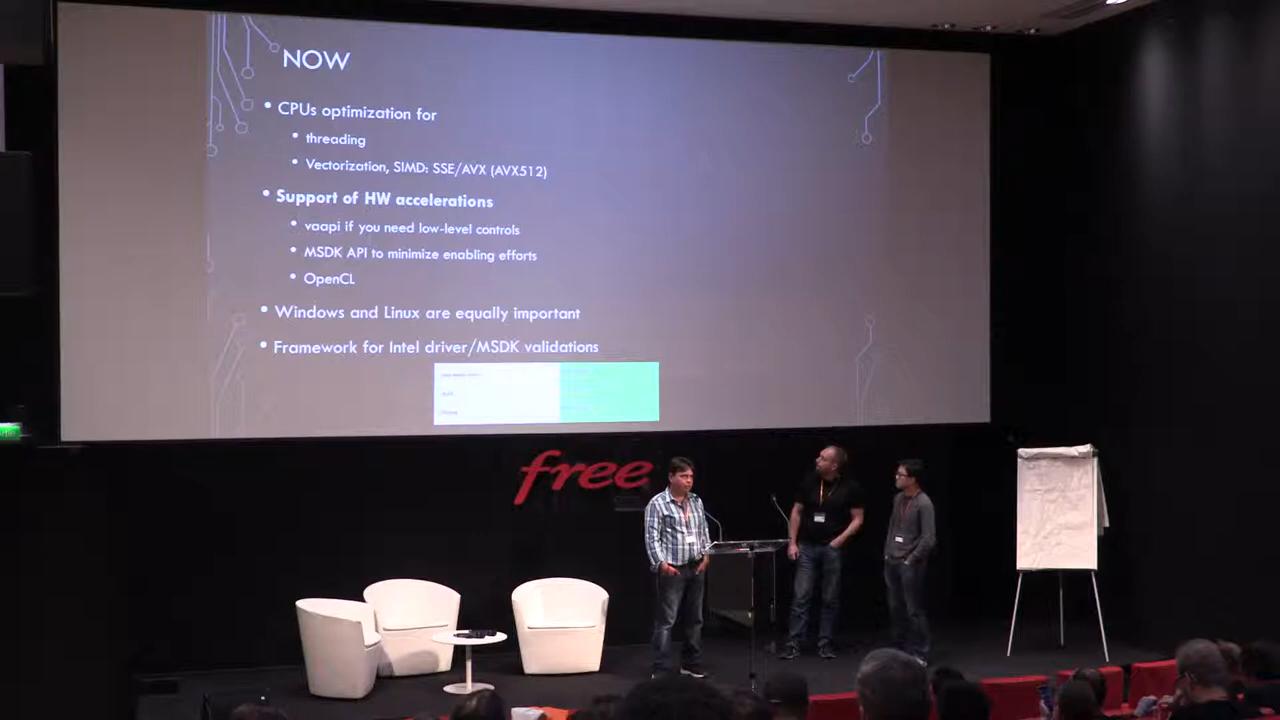 NOW
• CPUs optimization for
• threading
• Vectorization, SIMD: SSE/AVX (AVX512)
• Support of HW accelerations
• vaapi if you need low-level controls
• MSDK API to minimize enabling efforts
• OpenCL
• Windows and Linux are equally important
• Framework for Intel driver/MSDK validations
free